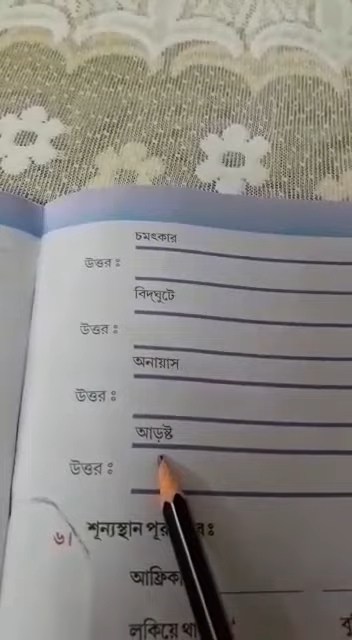 চমৎকার
উত্তর ঃ
বিদঘুটে
উত্তর ঃ
অনায়াস
উত্তর ঃ
আড়ষ্ট
উত্তর ঃ
৬। শূন্যস্থান
আফ্রিকা
লুকিয়ে